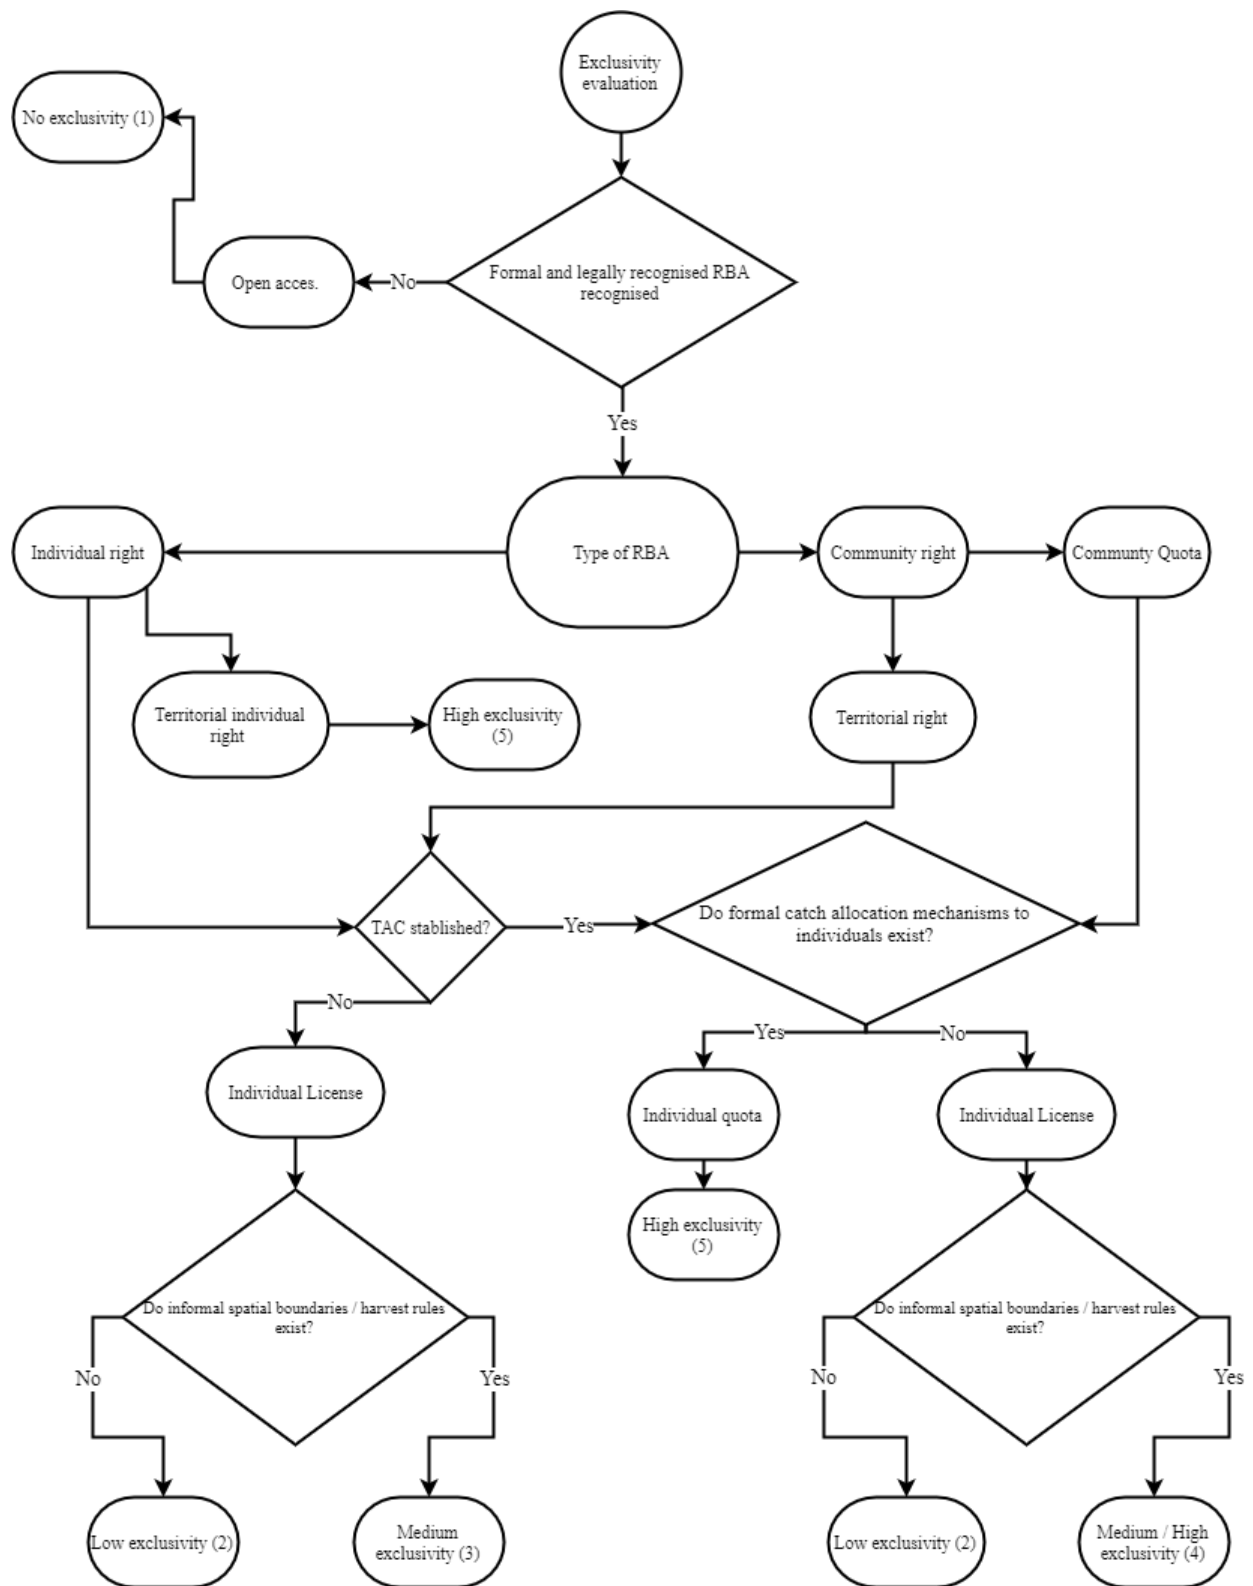 Exclusivity
evaluation
No exclusivity (1)
Formal and legally recognised RBA
recognised
No
Open acces.
Yes
Individual right
Type of RBA
Community right
Communty Quota
Territorial individual
right
High exclusivity
(5)
Territorial right
TAC stablished?
Yes
Do formal catch allocation mechanisms to
individuals exist?
No
Yes
No
Individual License
Individual quota
Individual License
High exclusivity
(5)
Do informal spatial boundaries / harvest rules
exist?
Do informal spatial boundaries / harvest rules
exist?
No
Yes
No
Yes
Low exclusivity (2)
Medium
exclusivity (3)
Low exclusivity (2)
Medium / High
exclusivity (4)